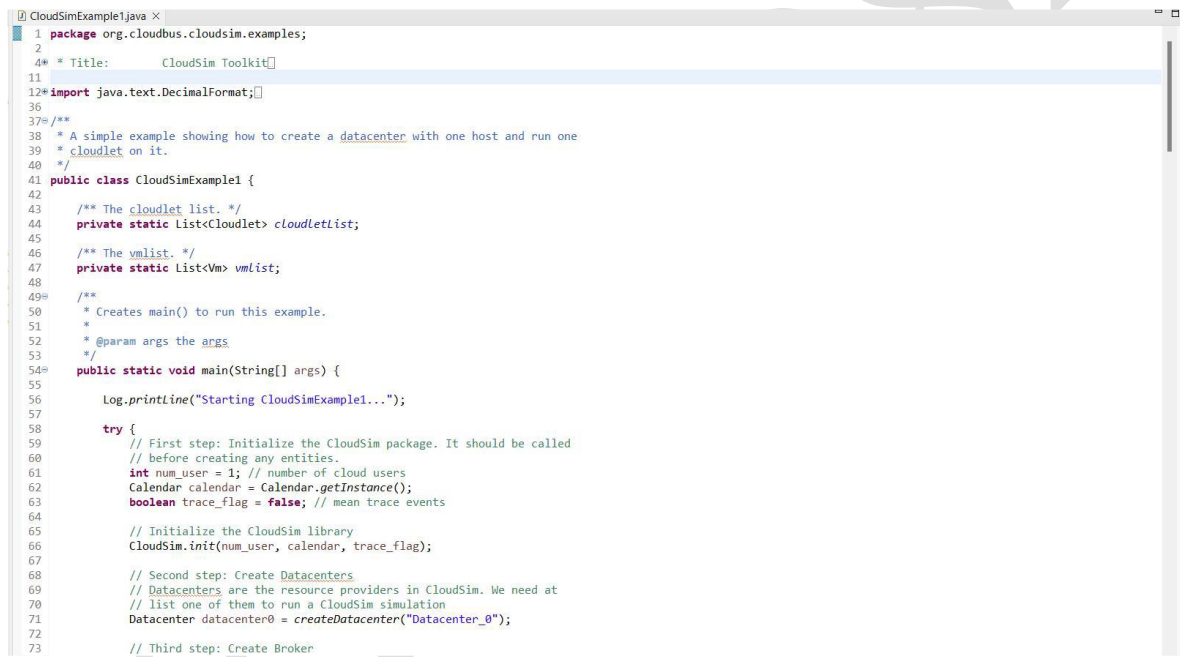 CloudSimExample1.java ×
1 package org.cloudbus.cloudsim.examples;
2
4 * Title: CloudSim Toolkit
11
12 import java.text.DecimalFormat;
36
37 /**
38 * A simple example showing how to create a datacenter with one host and run one
39 * cloudlet on it.
40 */
41 public class CloudSimExample1 {
42
43 /** The cloudlet list. */
44 private static List<Cloudlet> cloudletList;
45
46 /** The vmlist. */
47 private static List<Vm> vmlist;
48
49 /**
50 * Creates main() to run this example.
51 *
52 * @param args the args
53 */
54 public static void main(String[] args) {
55
56 Log.printLine("Starting CloudSimExample1...");
57
58 try {
59 // First step: Initialize the CloudSim package. It should be called
60 // before creating any entities.
61 int num_user = 1; // number of cloud users
62 Calendar calendar = Calendar.getInstance();
63 boolean trace_flag = false; // mean trace events
64
65 // Initialize the CloudSim library
66 CloudSim.init(num_user, calendar, trace_flag);
67
68 // Second step: Create Datacenters
69 // Datacenters are the resource providers in CloudSim. We need at
70 // list one of them to run a CloudSim simulation
71 Datacenter datacenter0 = createDatacenter("Datacenter_0");
72
73 // Third step: Create Broker